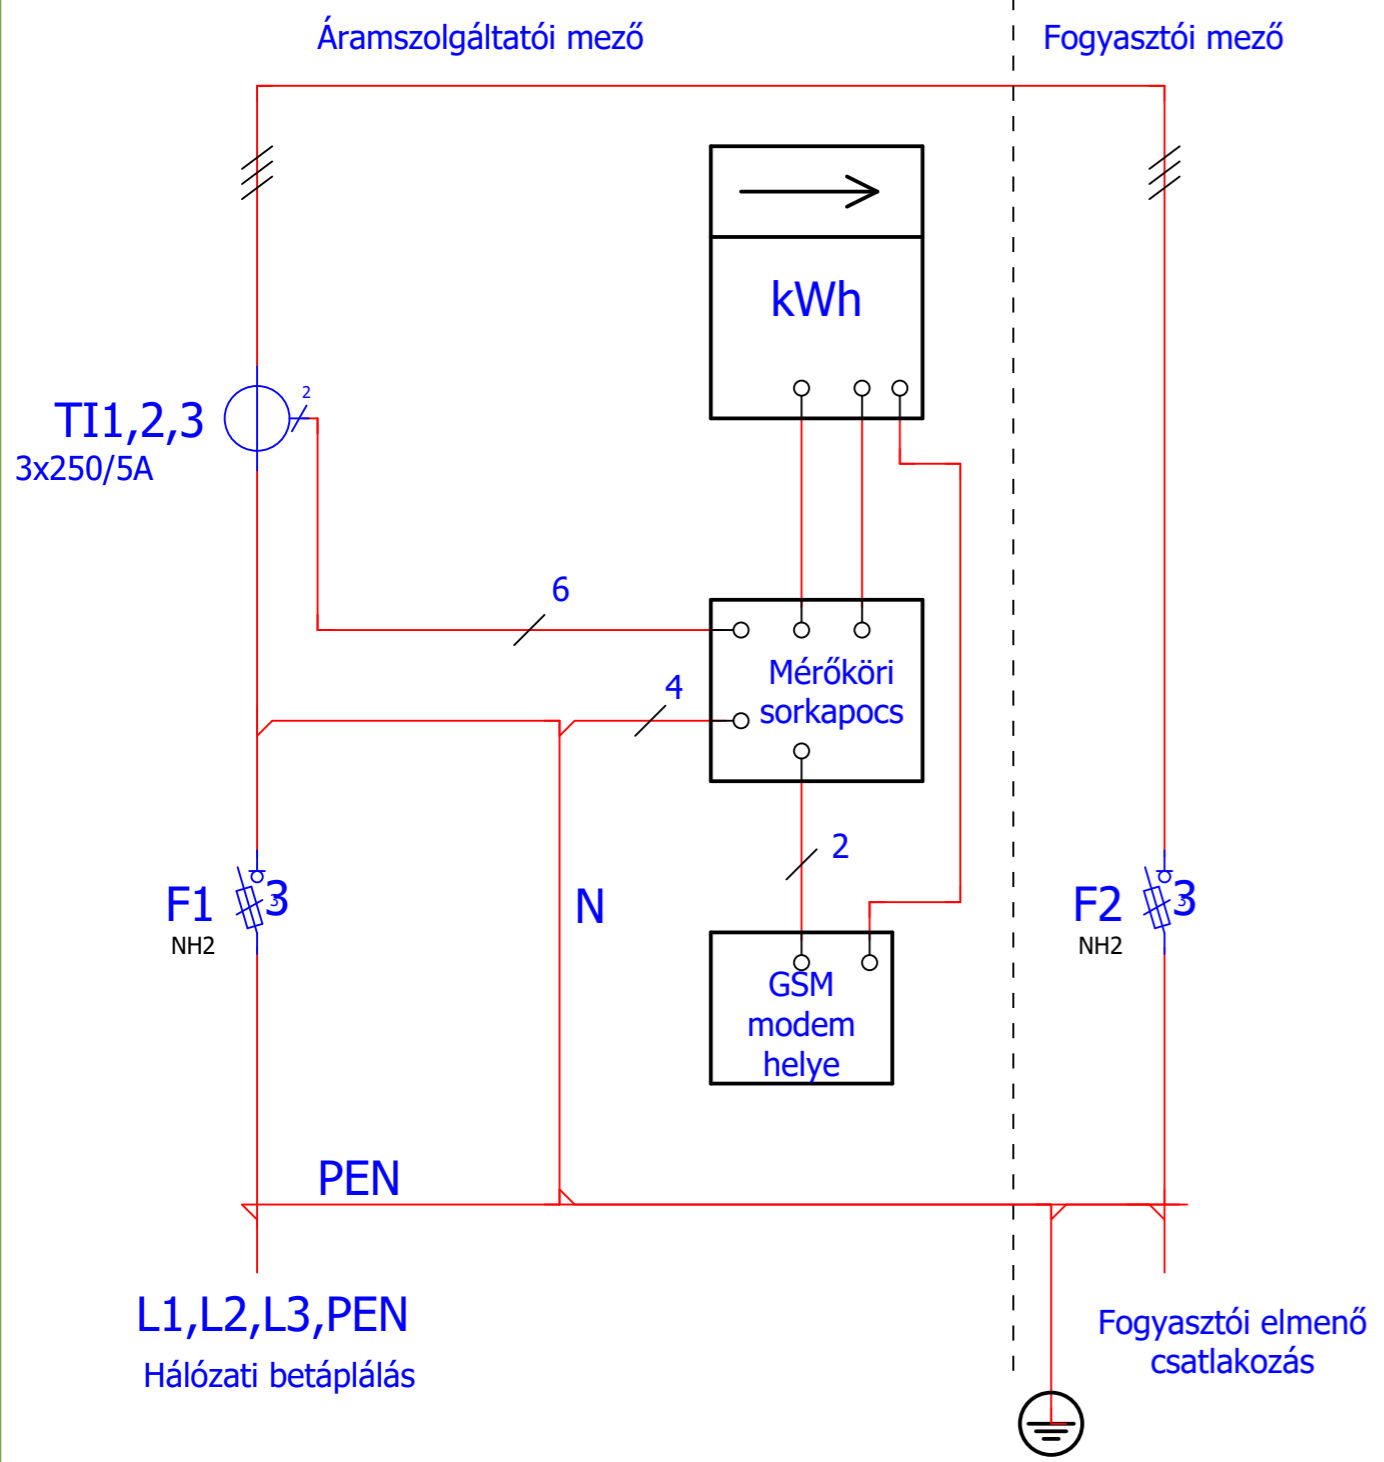 Áramszolgáltatói mező
Fogyasztói mező
kWh
2
TI1,2,3
3x250/5A
6
Mérőköri
sorkapocs
4
2
F1
3
3
NH2
N
F2
3
3
NH2
GSM
modem
helye
PEN
L1,L2,L3,PEN
Hálózati betáplálás
Fogyasztói elmenő
csatlakozás